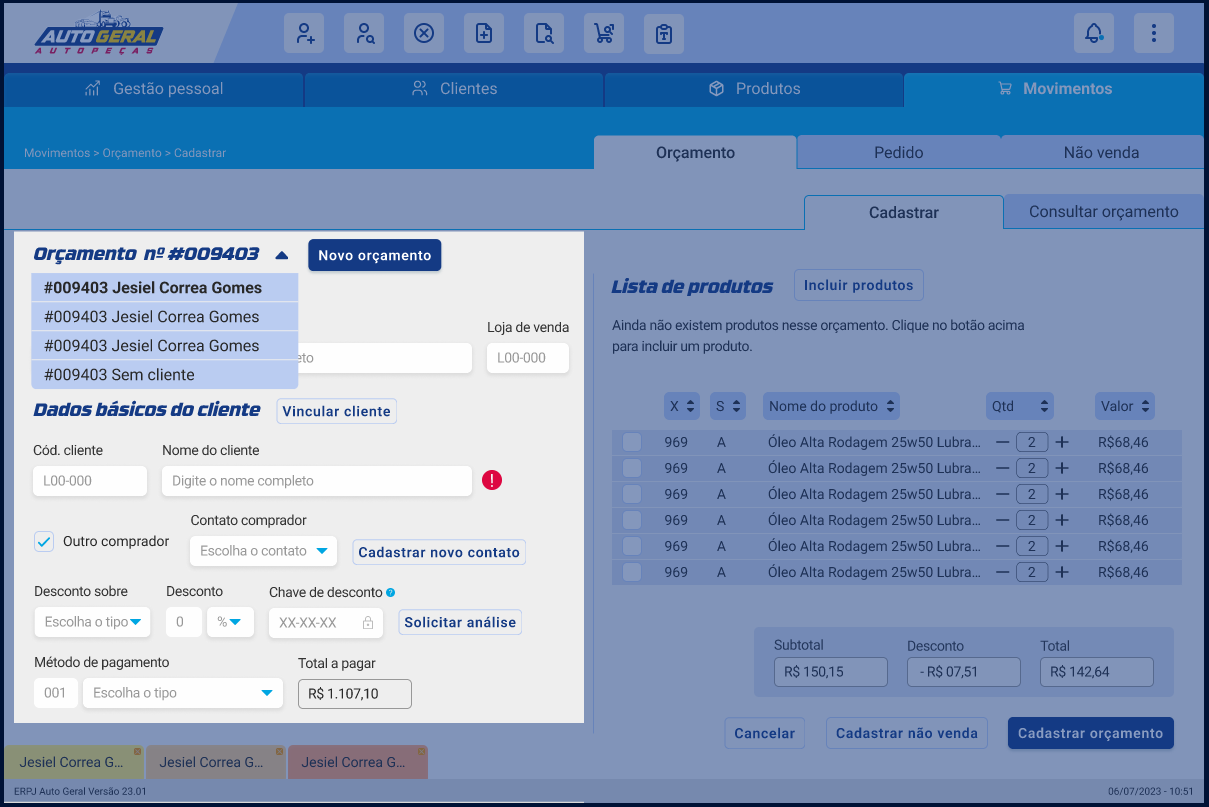 AUTO GERAL
AUTOPEÇAS
Gestão pessoal
Clientes
Produtos
Movimentos
Movimentos > Orçamento > Cadastrar
Orçamento
Pedido
Não venda
Cadastrar
Consultar orçamento
Orçamento nº #009403
Novo orçamento
#009403 Jesiel Correa Gomes
#009403 Jesiel Correa Gomes
#009403 Jesiel Correa Gomes
#009403 Sem cliente
Loja de venda
eto
L00-000
Dados básicos do cliente
Vincular cliente
Cód. cliente
Nome do cliente
L00-000
Digite o nome completo
!
Outro comprador
Contato comprador
Escolha o contato
Cadastrar novo contato
Desconto sobre
Desconto
Chave de desconto ?
Escolha o tipo
0
%
XX-XX-XX
Solicitar análise
Método de pagamento
Total a pagar
001
Escolha o tipo
R$ 1.107,10
Lista de produtos
Incluir produtos
Ainda não existem produtos nesse orçamento. Clique no botão acima
para incluir um produto.
X
S
Nome do produto
Qtd
Valor
969 A Óleo Alta Rodagem 25w50 Lubra... 2 R$68,46
969 A Óleo Alta Rodagem 25w50 Lubra... 2 R$68,46
969 A Óleo Alta Rodagem 25w50 Lubra... 2 R$68,46
969 A Óleo Alta Rodagem 25w50 Lubra... 2 R$68,46
969 A Óleo Alta Rodagem 25w50 Lubra... 2 R$68,46
969 A Óleo Alta Rodagem 25w50 Lubra... 2 R$68,46
Subtotal
Desconto
Total
R$ 150,15
- R$ 07,51
R$ 142,64
Cancelar
Cadastrar não venda
Cadastrar orçamento
Jesiel Correa G...
Jesiel Correa G...
Jesiel Correa G...
ERPJ Auto Geral Versão 23.01
06/07/2023 - 10:51